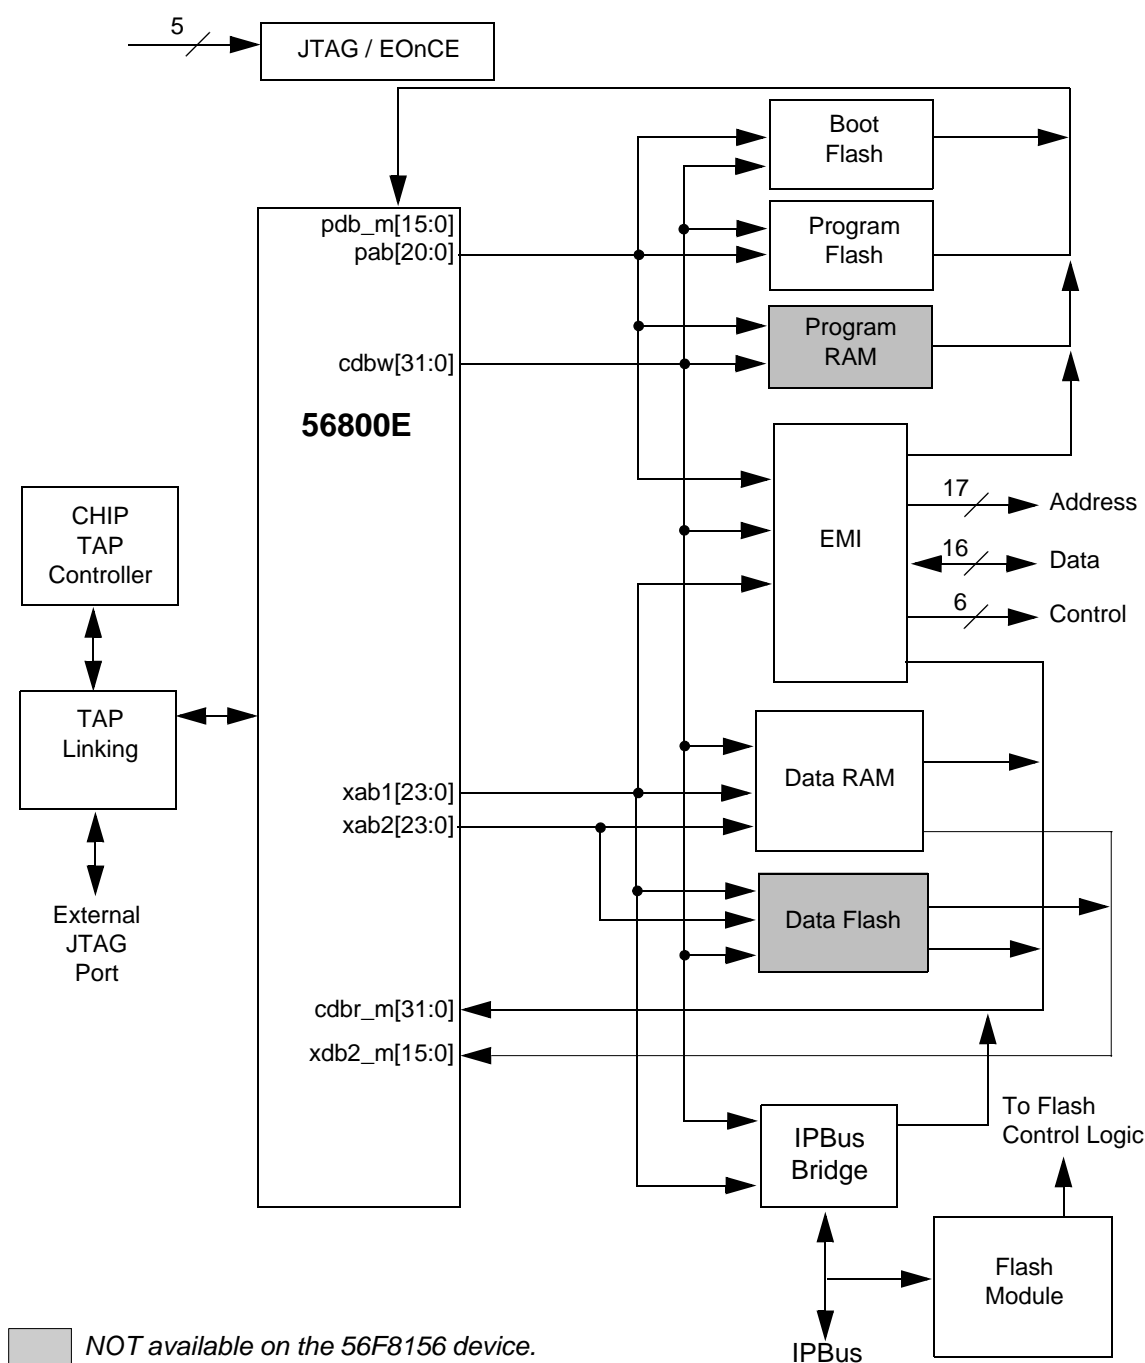 5
JTAG / EOnCE
Boot
Flash
pdb_m[15:0]
pab[20:0]
Program
Flash
Program
RAM
cdbw[31:0]
56800E
CHIP
TAP
Controller
EMI
17
Address
16
Data
6
Control
TAP
Linking
xab1[23:0]
xab2[23:0]
Data RAM
Data Flash
External
JTAG
Port
cdbr_m[31:0]
xdb2_m[15:0]
To Flash
Control Logic
IPBus
Bridge
Flash
Module
NOT available on the 56F8156 device.
IPBus